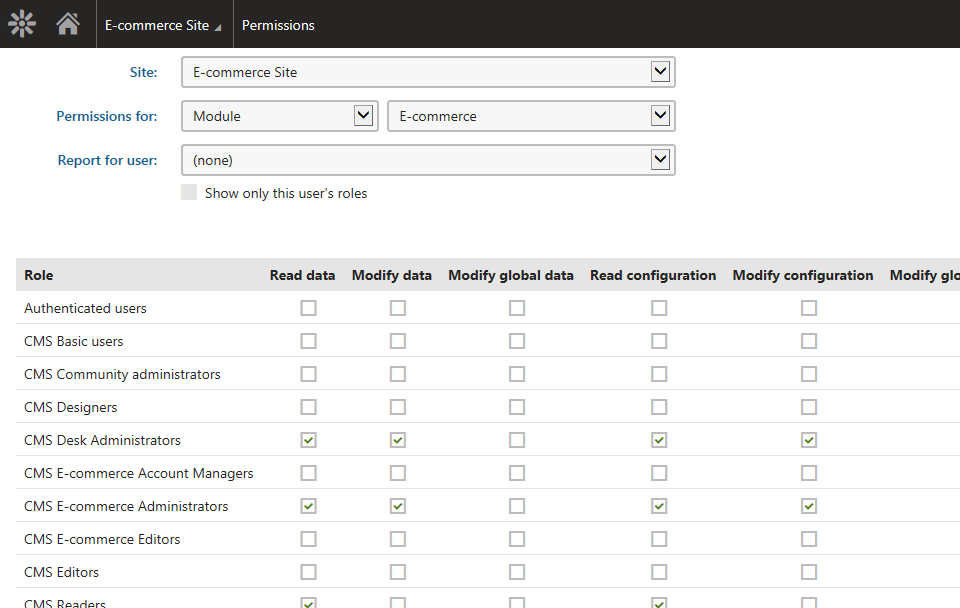 E-commerce Site Permissions
Site: E-commerce Site
Permissions for: Module E-commerce
Report for user: (none)
Show only this user's roles
Role Read data Modify data Modify global data Read configuration Modify configuration Modify glo
Authenticated users
CMS Basic users
CMS Community administrators
CMS Designers
CMS Desk Administrators
CMS E-commerce Account Managers
CMS E-commerce Administrators
CMS E-commerce Editors
CMS Editors
CMS Readers